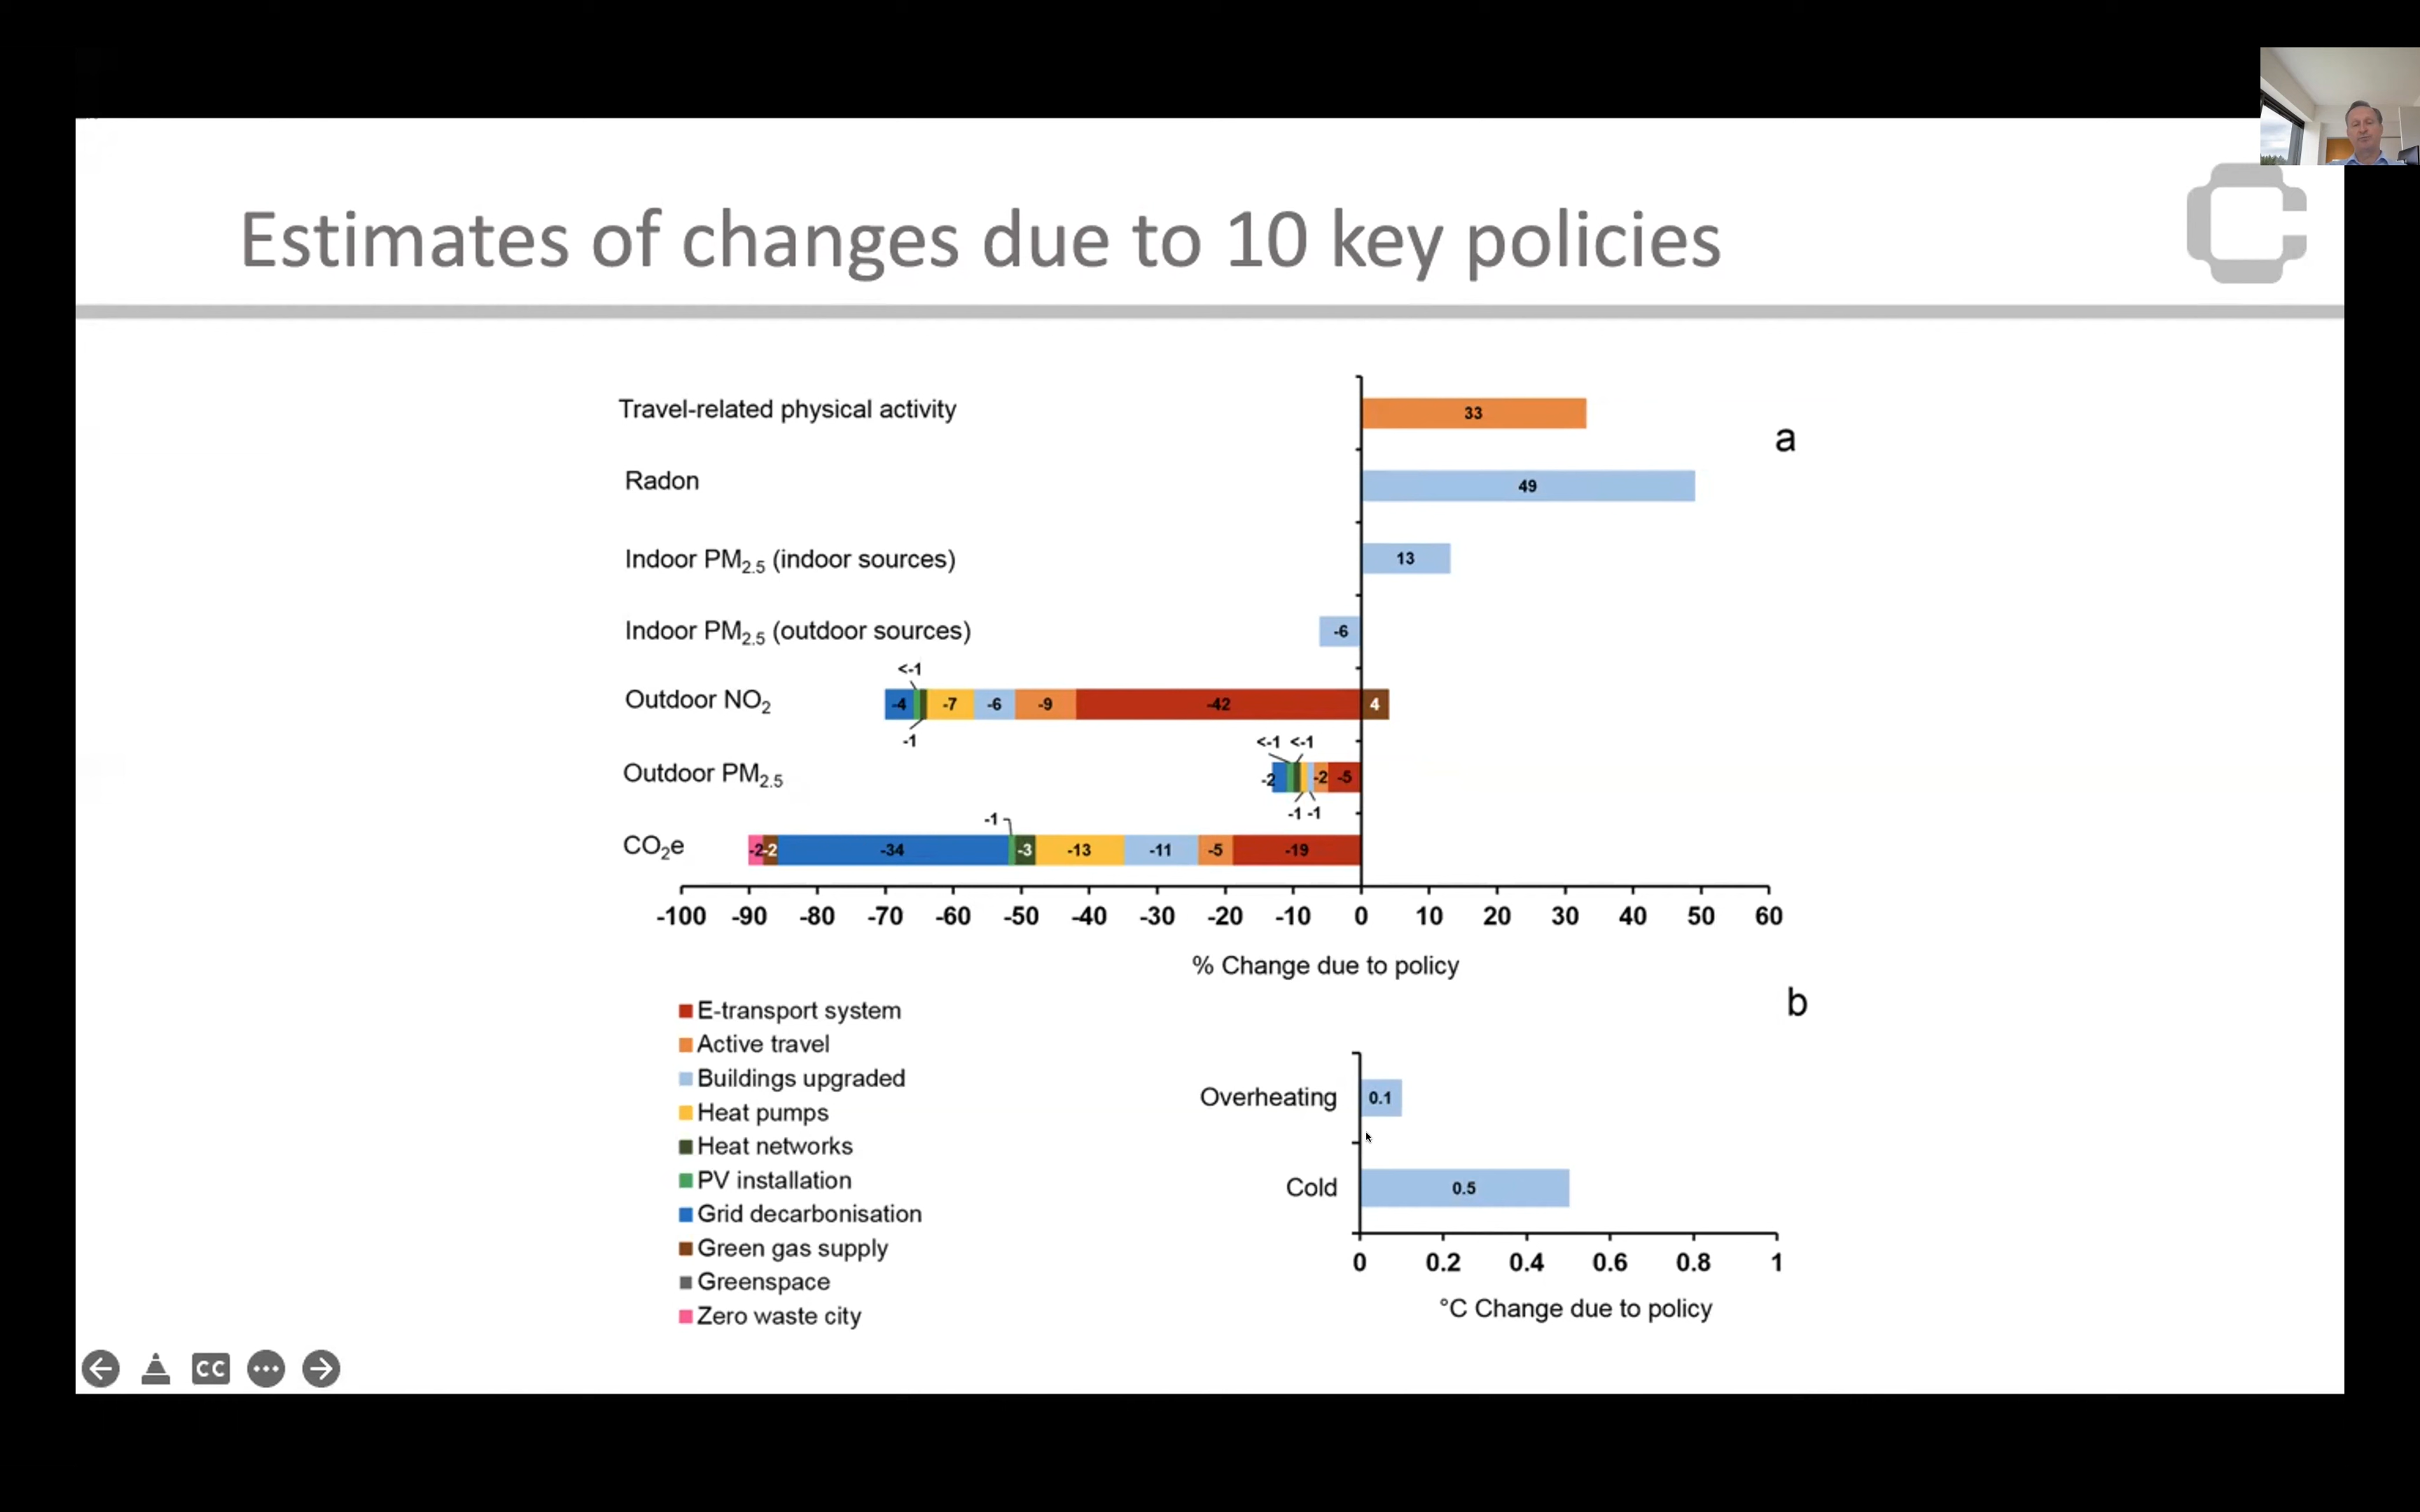 Estimates of changes due to 10 key policies
Travel-related physical activity
33
a
Radon
49
Indoor PM2.5 (indoor sources)
13
Indoor PM2.5 (outdoor sources)
-6
<-1
Outdoor NO2
-4 -7 -6 -9 -42 4
-1
<-1 <-1
Outdoor PM2.5
-2 -2 -5
-1 -1
-1
CO2e
-2 -2 -34 -3 -13 -11 -5 -19
-100 -90 -80 -70 -60 -50 -40 -30 -20 -10 0 10 20 30 40 50 60
% Change due to policy
E-transport system
Active travel
Buildings upgraded
Heat pumps
Heat networks
PV installation
Grid decarbonisation
Green gas supply
Greenspace
Zero waste city
b
Overheating
0.1
Cold
0.5
0 0.2 0.4 0.6 0.8 1
°C Change due to policy
CC